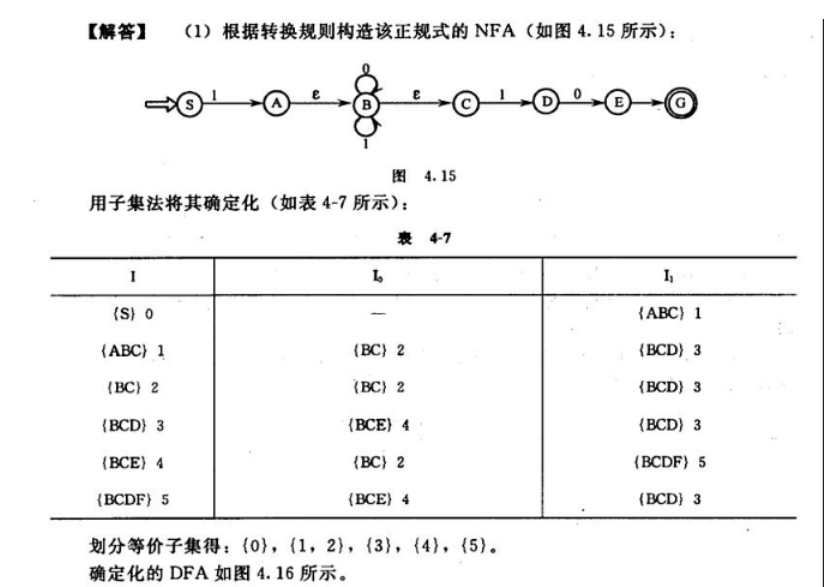 【解答】 （1）根据转换规则构造该正规式的 NFA（如图 4.15 所示）：
0
1 ε ε 1 0
S A B C D E G
1
图 4.15
用子集法将其确定化（如表 4-7 所示）：
表 4-7
I I₀ I₁
{S} 0 — {ABC} 1
{ABC} 1 {BC} 2 {BCD} 3
{BC} 2 {BC} 2 {BCD} 3
{BCD} 3 {BCE} 4 {BCD} 3
{BCE} 4 {BC} 2 {BCDF} 5
{BCDF} 5 {BCE} 4 {BCD} 3
划分等价子集得：{0}，{1，2}，{3}，{4}，{5}。
确定化的 DFA 如图 4.16 所示。